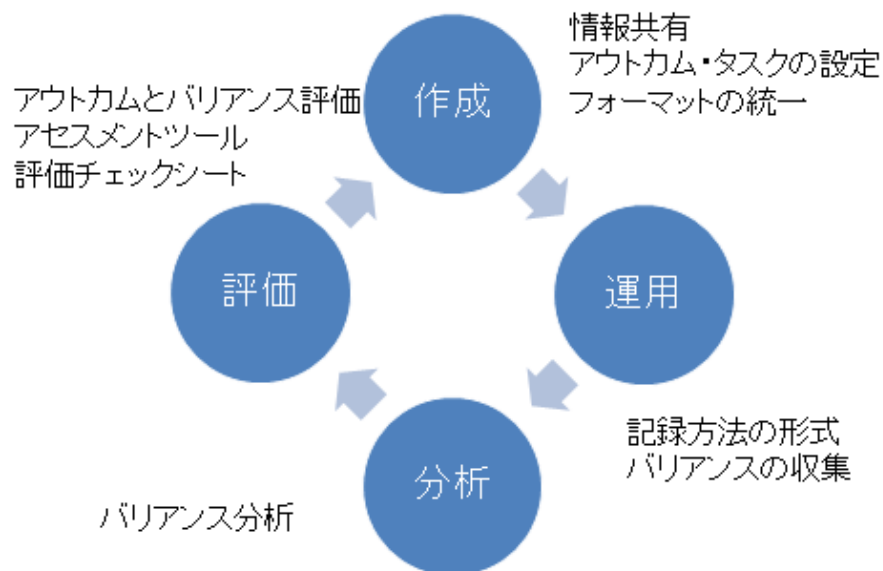 情報共有
アウトカム・タスクの設定
フォーマットの統一
作成
アウトカムとバリアンス評価
アセスメントツール
評価チェックシート
評価
運用
記録方法の形式
バリアンスの収集
分析
バリアンス分析